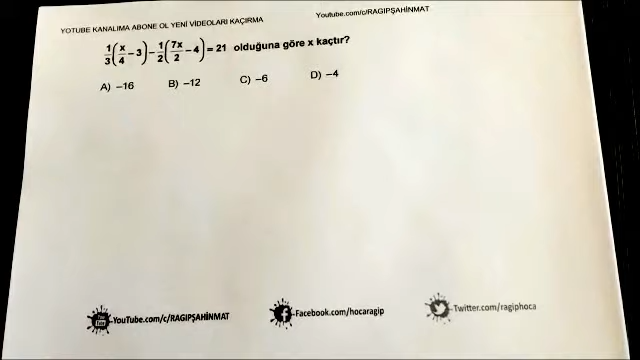 YOTUBE KANALIMA ABONE OL YENİ VİDEOLARI KAÇIRMA
Youtube.com/c/RAGIPŞAHİNMAT
1/3(x/4 − 3) − 1/2(7x/2 − 4) = 21 olduğuna göre x kaçtır?
A) −16 B) −12 C) −6 D) −4
You Tube YouTube.com/c/RAGIPŞAHİNMAT
f Facebook.com/hocaragip
Twitter.com/ragiphoca